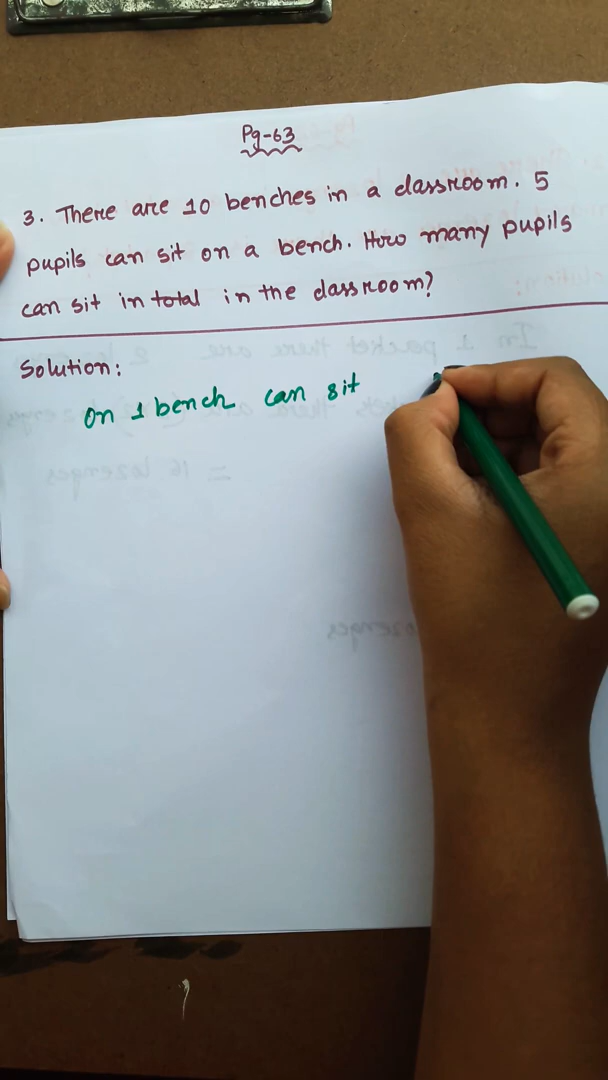 Pg-63
3. There are 10 benches in a classroom. 5
pupils can sit on a bench. How many pupils
can sit in total in the classroom?
Solution:
On 1 bench can sit